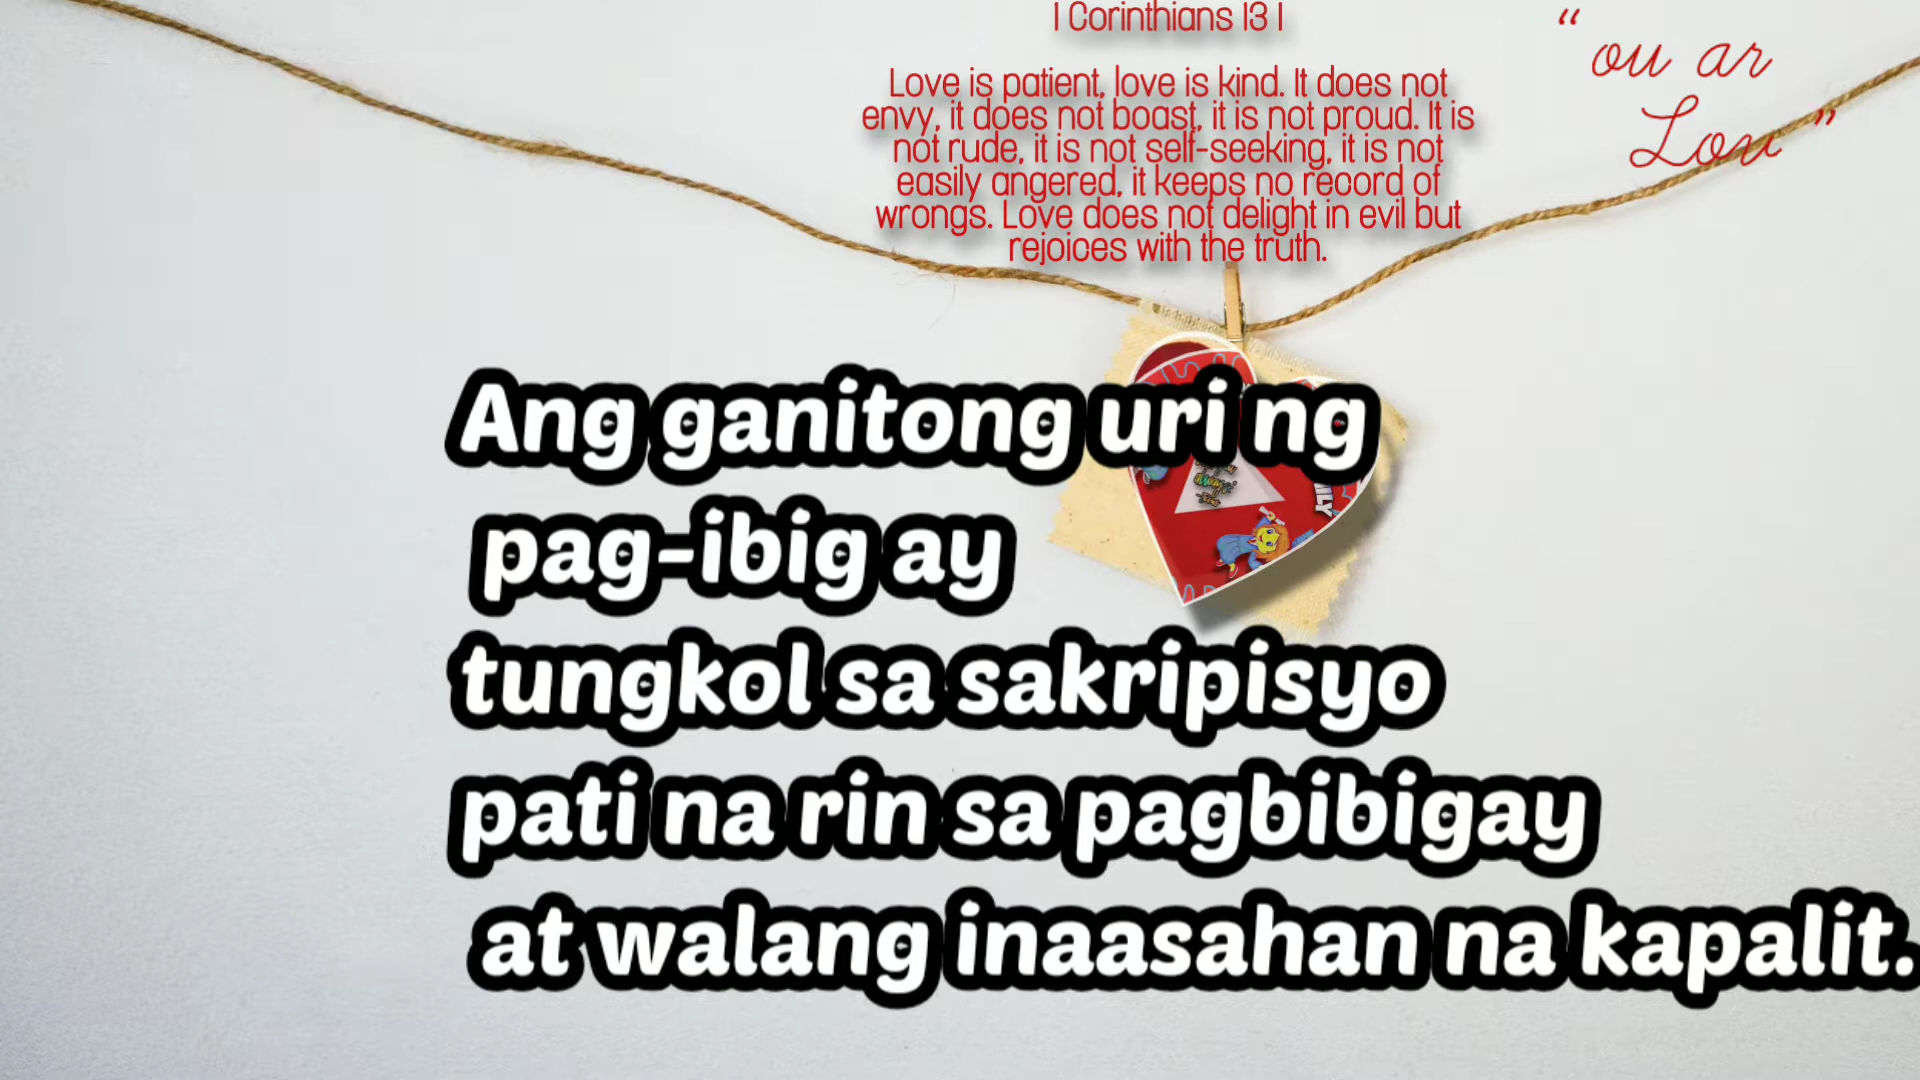 1 Corinthians 13 1
Love is patient, love is kind. It does not
envy, it does not boast, it is not proud. It is
not rude, it is not self-seeking, it is not
easily angered, it keeps no record of
wrongs. Love does not delight in evil but
rejoices with the truth.
“ ou ar
Lov ”
Ang ganitong uri ng
pag-ibig ay
tungkol sa sakripisyo
pati na rin sa pagbibigay
at walang inaasahan na kapalit.